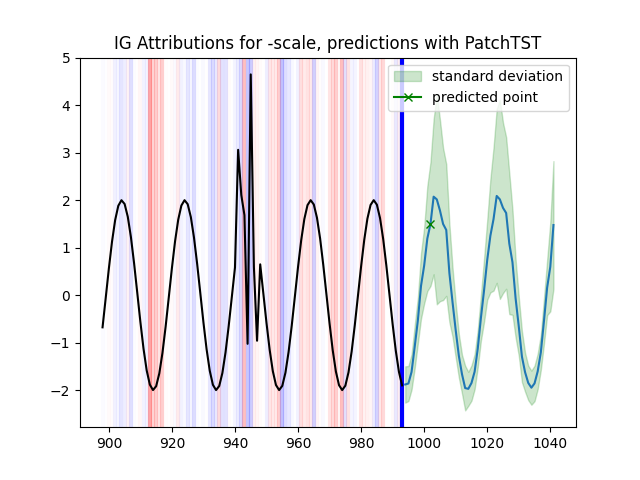 IG Attributions for -scale, predictions with PatchTST
standard deviation
predicted point
5
4
3
2
1
0
−1
−2
900 920 940 960 980 1000 1020 1040